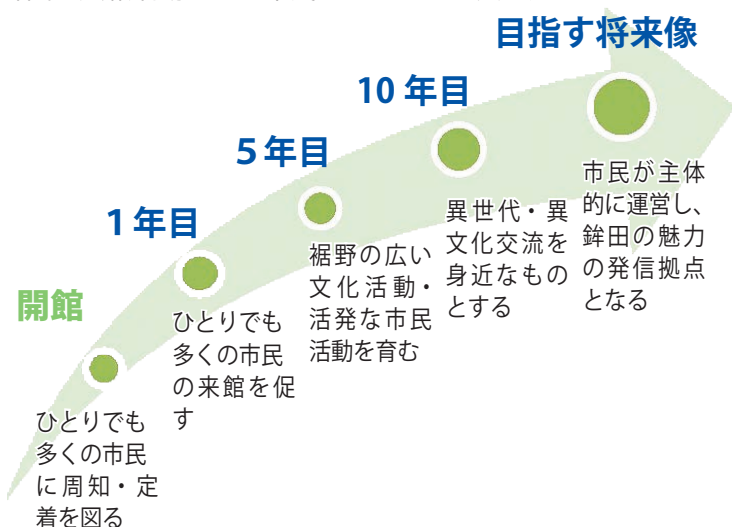 開館
ひとりでも
多くの市民
に周知・定
着を図る
1年目
ひとりでも
多くの市民
の来館を促
す
5年目
裾野の広い
文化活動・
活発な市民
活動を育む
10年目
異世代・異
文化交流を
身近なもの
とする
目指す将来像
市民が主体
的に運営し、
鉾田の魅力
の発信拠点
となる